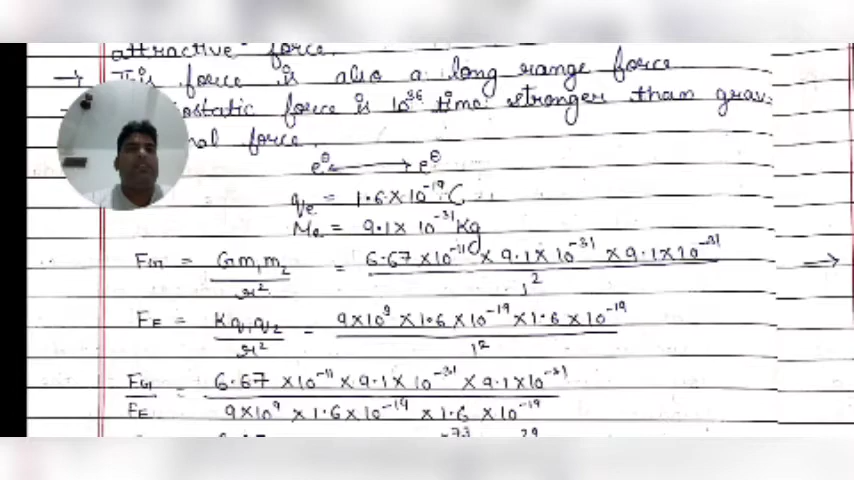 attractive force.
→ This force is also a long range force
ostatic force is 10³⁶ time stronger than grav-
nal force.
e⊖ ⟵⟶ e⊖
qₑ = 1.6×10⁻¹⁹ C
Mₑ = 9.1 × 10⁻³¹ Kg
F_G = Gm₁m₂/r² = 6.67 ×10⁻¹¹ × 9.1× 10⁻³¹ × 9.1×10⁻³¹/1² →
F_E = Kq₁q₂/r² = 9×10⁹ ×1.6 ×10⁻¹⁹ ×1.6 ×10⁻¹⁹/1²
F_G/F_E = 6.67 ×10⁻¹¹ × 9.1× 10⁻³¹ × 9.1×10⁻³¹/9×10⁹ × 1.6×10⁻¹⁹ × 1.6 ×10⁻¹⁹